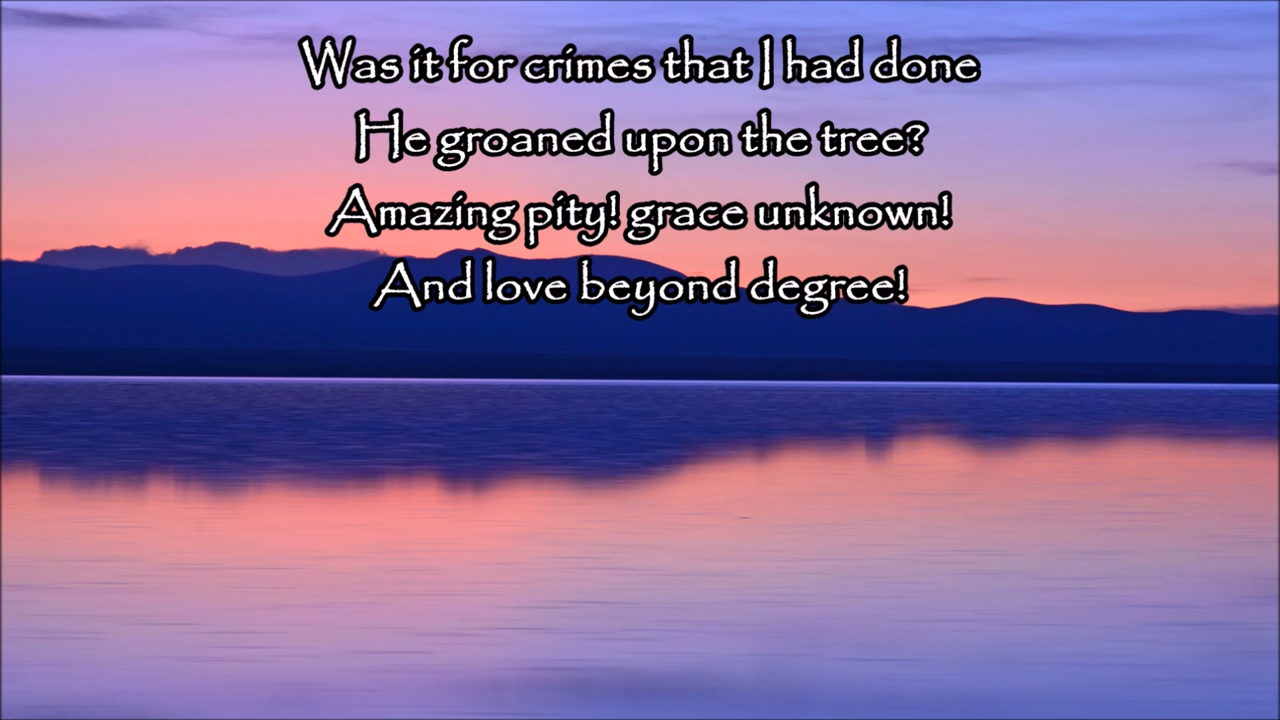 Was it for crimes that I had done
He groaned upon the tree?
Amazing pity! grace unknown!
And love beyond degree!